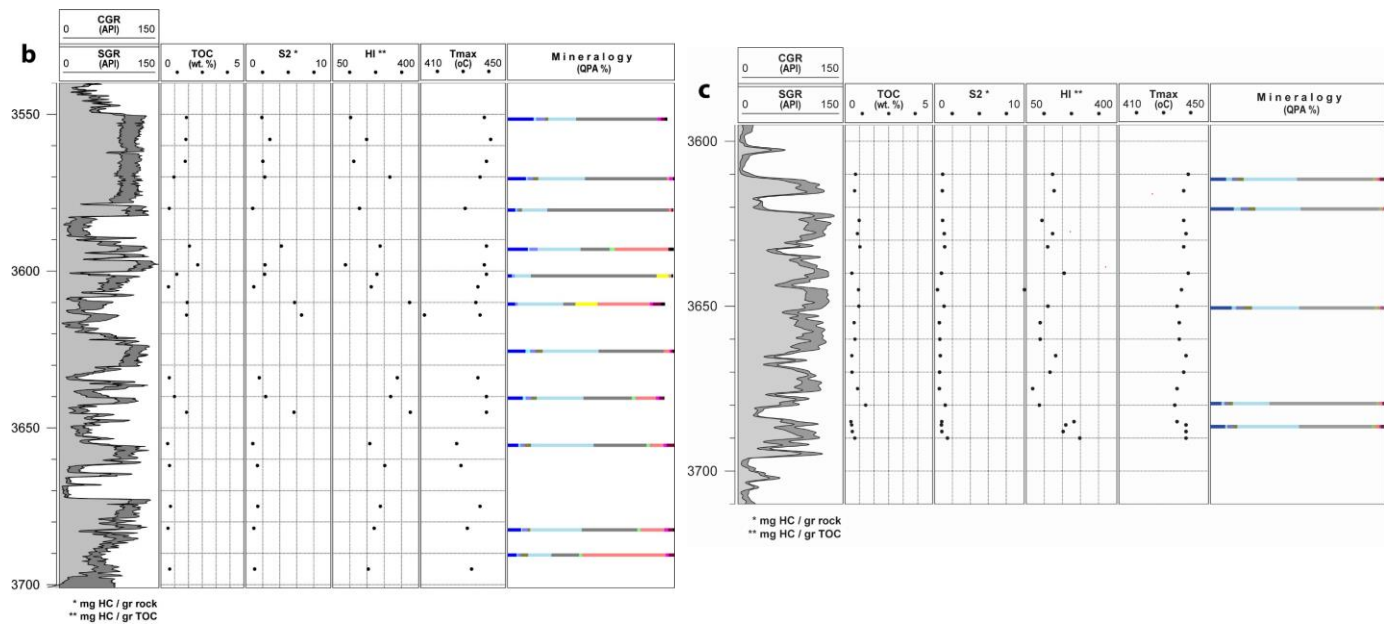 b
CGR
(API)
0 150
SGR
(API)
0 150
TOC
(wt. %)
0 5
S2 *
0 10
HI **
50 400
Tmax
(oC)
410 450
Mineralogy
(QPA %)
3550
3600
3650
3700
* mg HC / gr rock
** mg HC / gr TOC
c
CGR
(API)
0 150
SGR
(API)
0 150
TOC
(wt. %)
0 5
S2 *
0 10
HI **
50 400
Tmax
(oC)
410 450
Mineralogy
(QPA %)
3600
3650
3700
* mg HC / gr rock
** mg HC / gr TOC